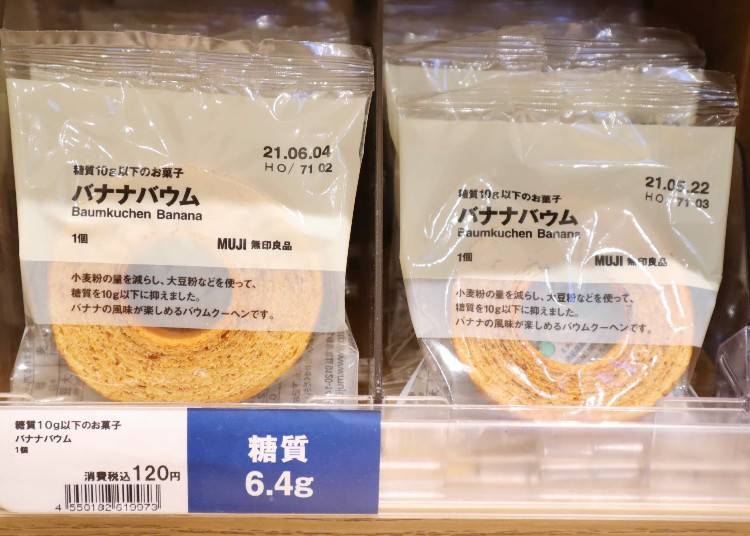 21.06.04
HO/ 71 02
糖質10g以下のお菓子
バナナバウム
Baumkuchen Banana
1個
MUJI 無印良品
小麦粉の量を減らし、大豆粉などを使って、
糖質を10g以下に抑えました。
バナナの風味が楽しめるバウムクーヘンです。
21.05.22
HO/ 71 03
糖質10g以下のお菓子
バナナバウム
Baumkuchen Banana
1個
MUJI 無印良品
小麦粉の量を減らし、大豆粉などを使って、
糖質を10g以下に抑えました。
バナナの風味が楽しめるバウムクーヘンです。
糖質10g以下のお菓子
バナナバウム
1個
消費税込120円
4 550182 619973
糖質
6.4g